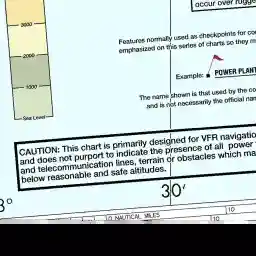 occur over rugge
3000
Features normally used as checkpoints for co
emphasized on this series of charts so they m
2000
Example: POWER PLANT
1000
The name shown is that used by the co
and is not necessarily the official nam
Sea Level
CAUTION: This chart is primarily designed for VFR navigatio
and does not purport to indicate the presence of all power
and telecommunication lines, terrain or obstacles which ma
below reasonable and safe altitudes.
30'
3°
10 NAUTICAL MILES
10
10